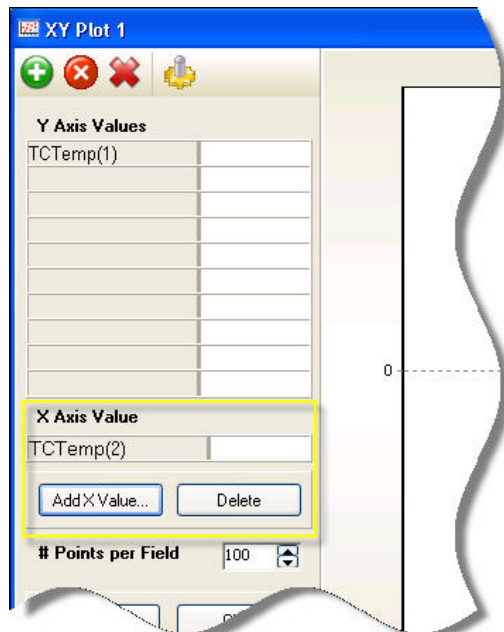 XY Plot 1
Y Axis Values
TCTemp(1)
0
X Axis Value
TCTemp(2)
Add X Value... Delete
# Points per Field 100